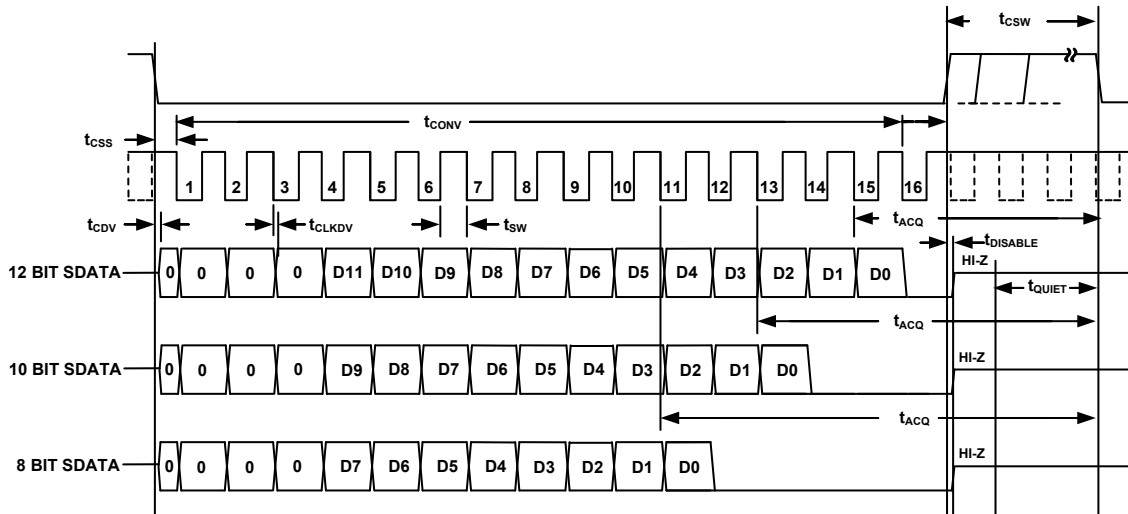 tCSW
tCONV
tCSS
1 2 3 4 5 6 7 8 9 10 11 12 13 14 15 16
tCDV tCLKDV tSW tACQ
tDISABLE
12 BIT SDATA 0 0 0 0 D11 D10 D9 D8 D7 D6 D5 D4 D3 D2 D1 D0 HI-Z
tQUIET
tACQ
10 BIT SDATA 0 0 0 0 D9 D8 D7 D6 D5 D4 D3 D2 D1 D0 HI-Z
tACQ
8 BIT SDATA 0 0 0 0 D7 D6 D5 D4 D3 D2 D1 D0 HI-Z